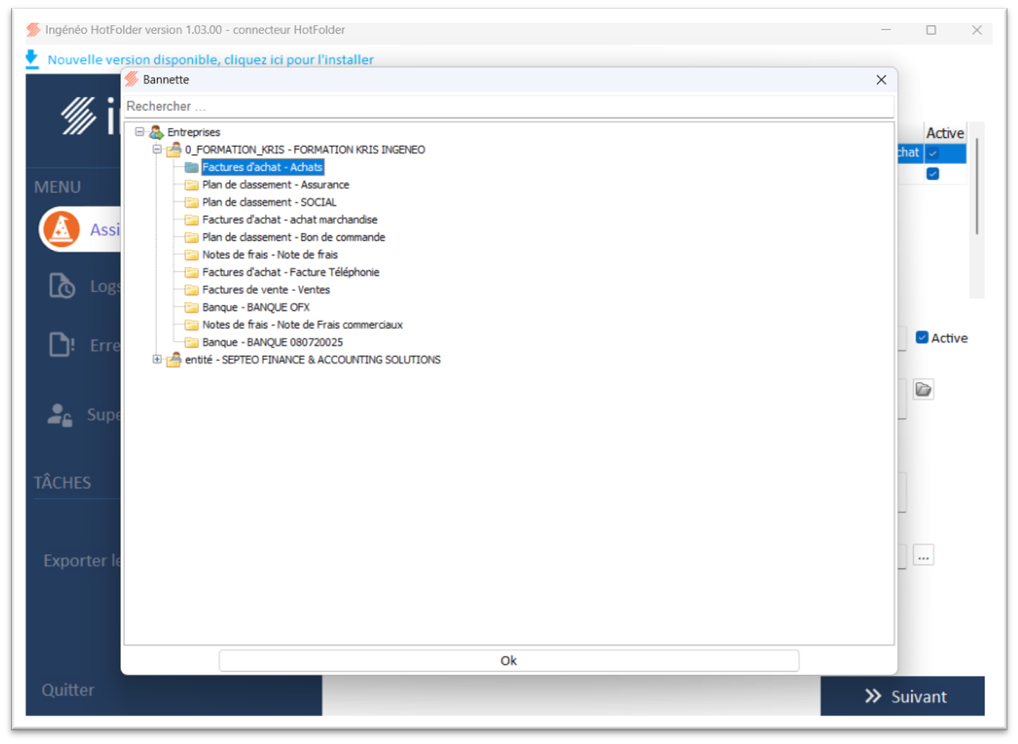 Ingénéo HotFolder version 1.03.00 - connecteur HotFolder
Nouvelle version disponible, cliquez ici pour l'installer
Bannette
Rechercher ...
Entreprises
0_FORMATION_KRIS - FORMATION KRIS INGENEO
Factures d'achat - Achats
Plan de classement - Assurance
Plan de classement - SOCIAL
Factures d'achat - achat marchandise
Plan de classement - Bon de commande
Notes de frais - Note de frais
Factures d'achat - Facture Téléphonie
Factures de vente - Ventes
Banque - BANQUE OFX
Notes de frais - Note de Frais commerciaux
Banque - BANQUE 080720025
entité - SEPTEO FINANCE & ACCOUNTING SOLUTIONS
Ok
MENU
Assi
Logs
Erre
Supe
TÂCHES
Exporter le
Quitter
Active
chat
Active
...
Suivant